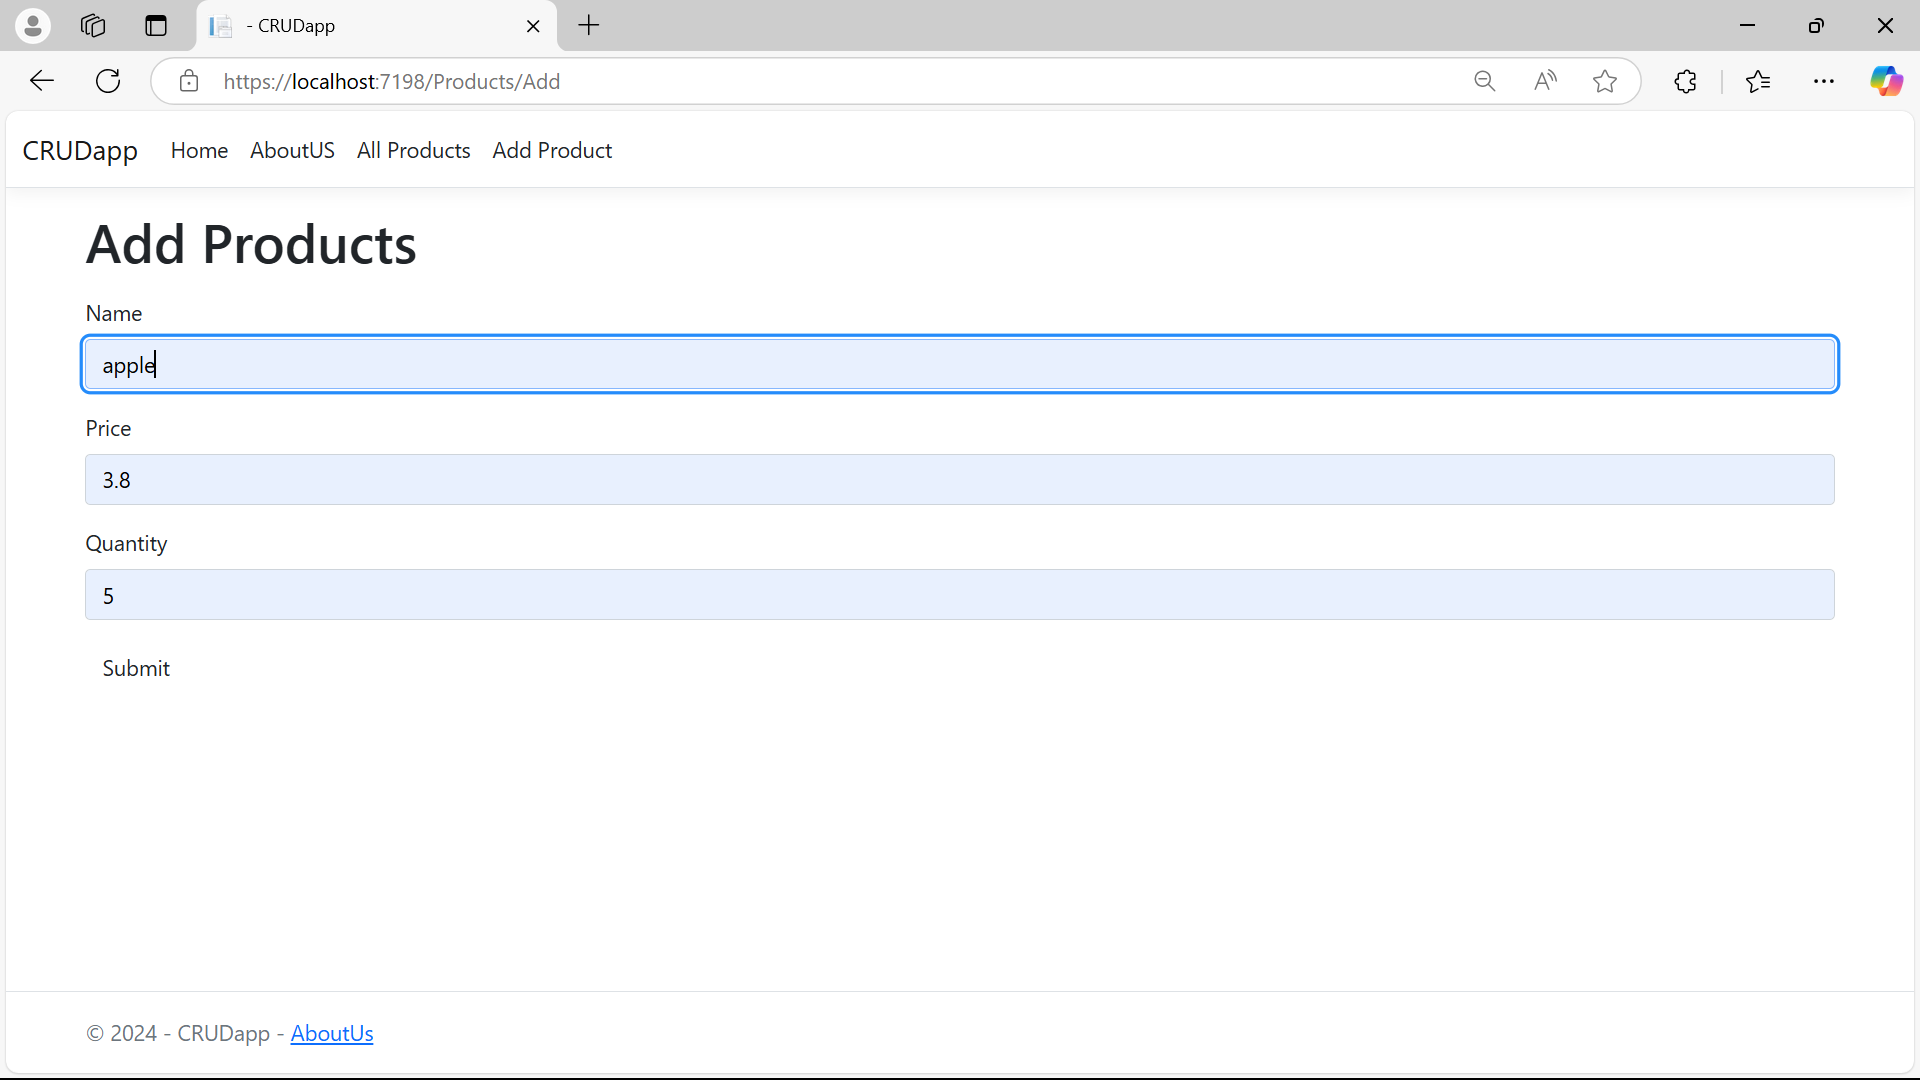 - CRUDapp
https://localhost:7198/Products/Add
CRUDapp Home AboutUS All Products Add Product
Add Products
Name
apple
Price
3.8
Quantity
5
Submit
© 2024 - CRUDapp - AboutUs